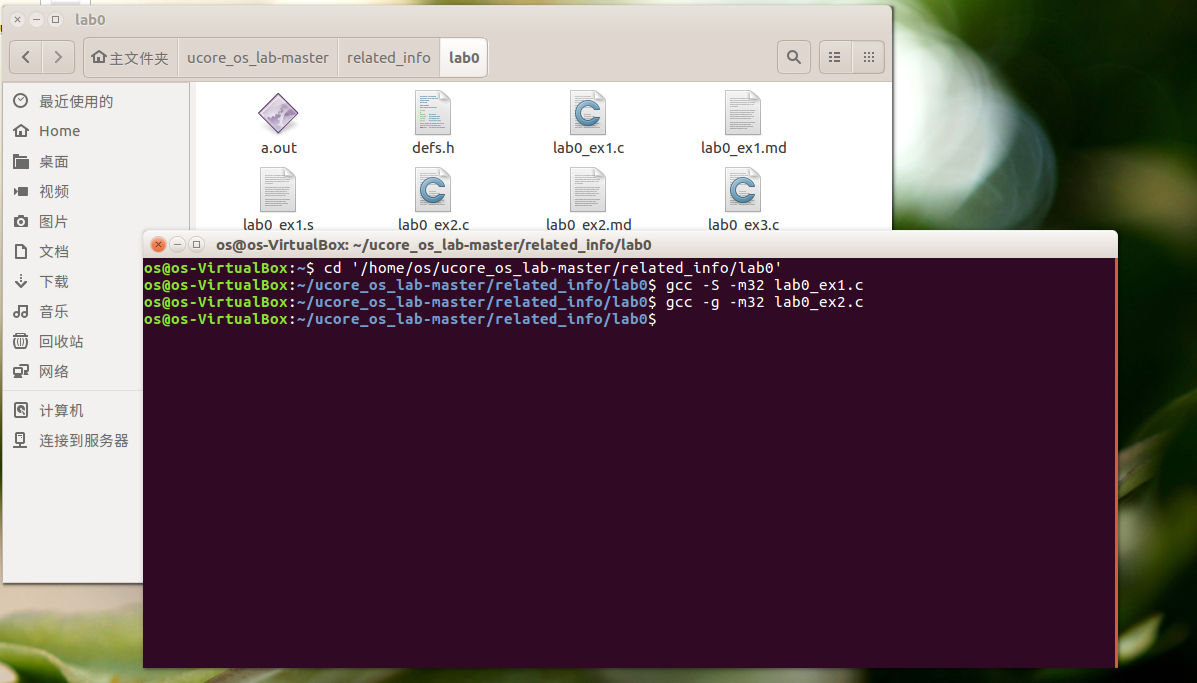 lab0
主文件夹 ucore_os_lab-master related_info lab0
最近使用的
Home
桌面
视频
图片
文档
下载
音乐
回收站
网络
计算机
连接到服务器
a.out defs.h lab0_ex1.c lab0_ex1.md
lab0_ex1.s lab0_ex2.c lab0_ex2.md lab0_ex3.c
os@os-VirtualBox: ~/ucore_os_lab-master/related_info/lab0
os@os-VirtualBox:~$ cd '/home/os/ucore_os_lab-master/related_info/lab0'
os@os-VirtualBox:~/ucore_os_lab-master/related_info/lab0$ gcc -S -m32 lab0_ex1.c
os@os-VirtualBox:~/ucore_os_lab-master/related_info/lab0$ gcc -g -m32 lab0_ex2.c
os@os-VirtualBox:~/ucore_os_lab-master/related_info/lab0$